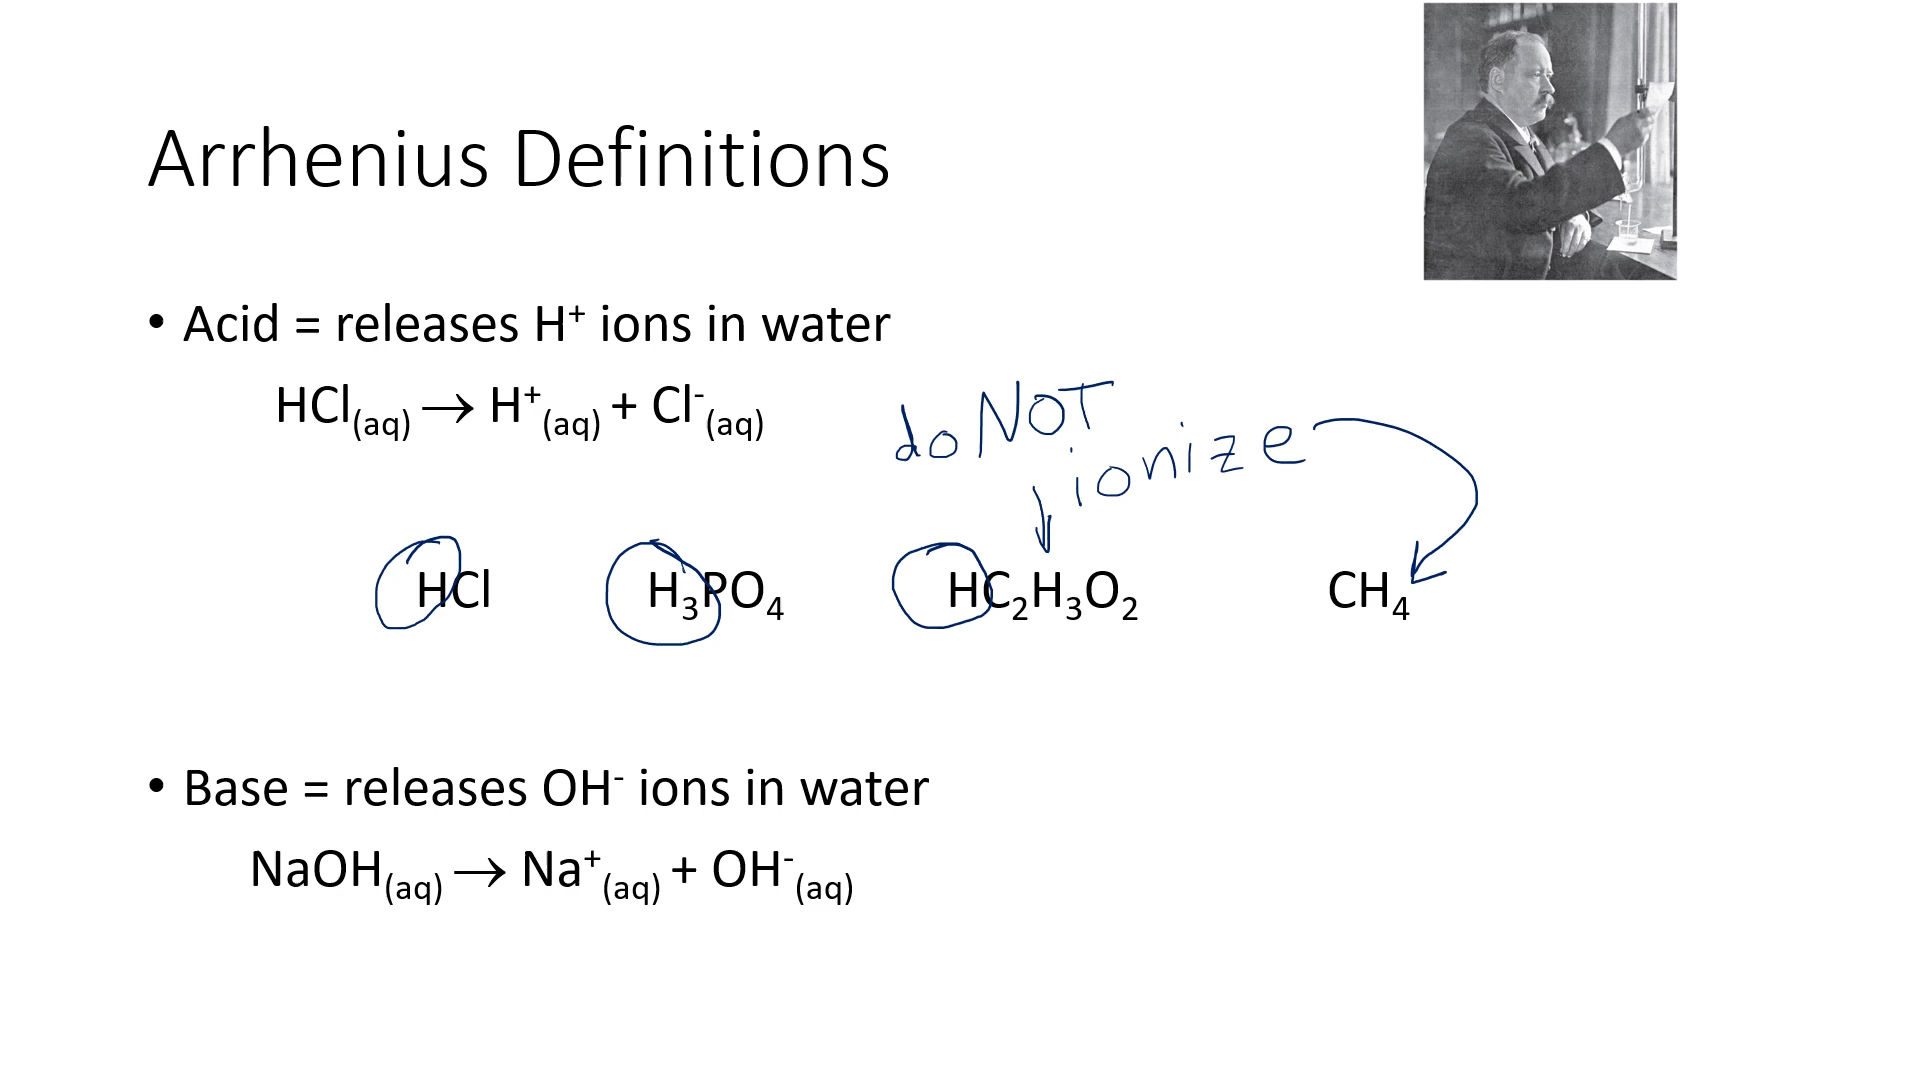 Arrhenius Definitions
• Acid = releases H⁺ ions in water
HCl₍aq₎ → H⁺₍aq₎ + Cl⁻₍aq₎
do NOT
ionize
HCl H₃PO₄ HC₂H₃O₂ CH₄
• Base = releases OH⁻ ions in water
NaOH₍aq₎ → Na⁺₍aq₎ + OH⁻₍aq₎